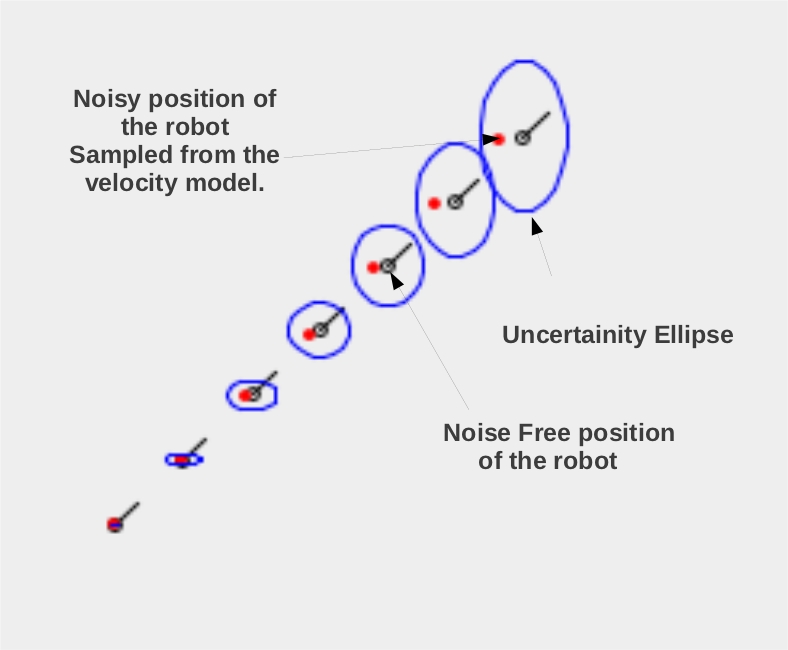 Noisy position of
the robot
Sampled from the
velocity model.
Uncertainity Ellipse
Noise Free position
of the robot